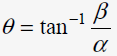 θ = tan⁻¹ β/α